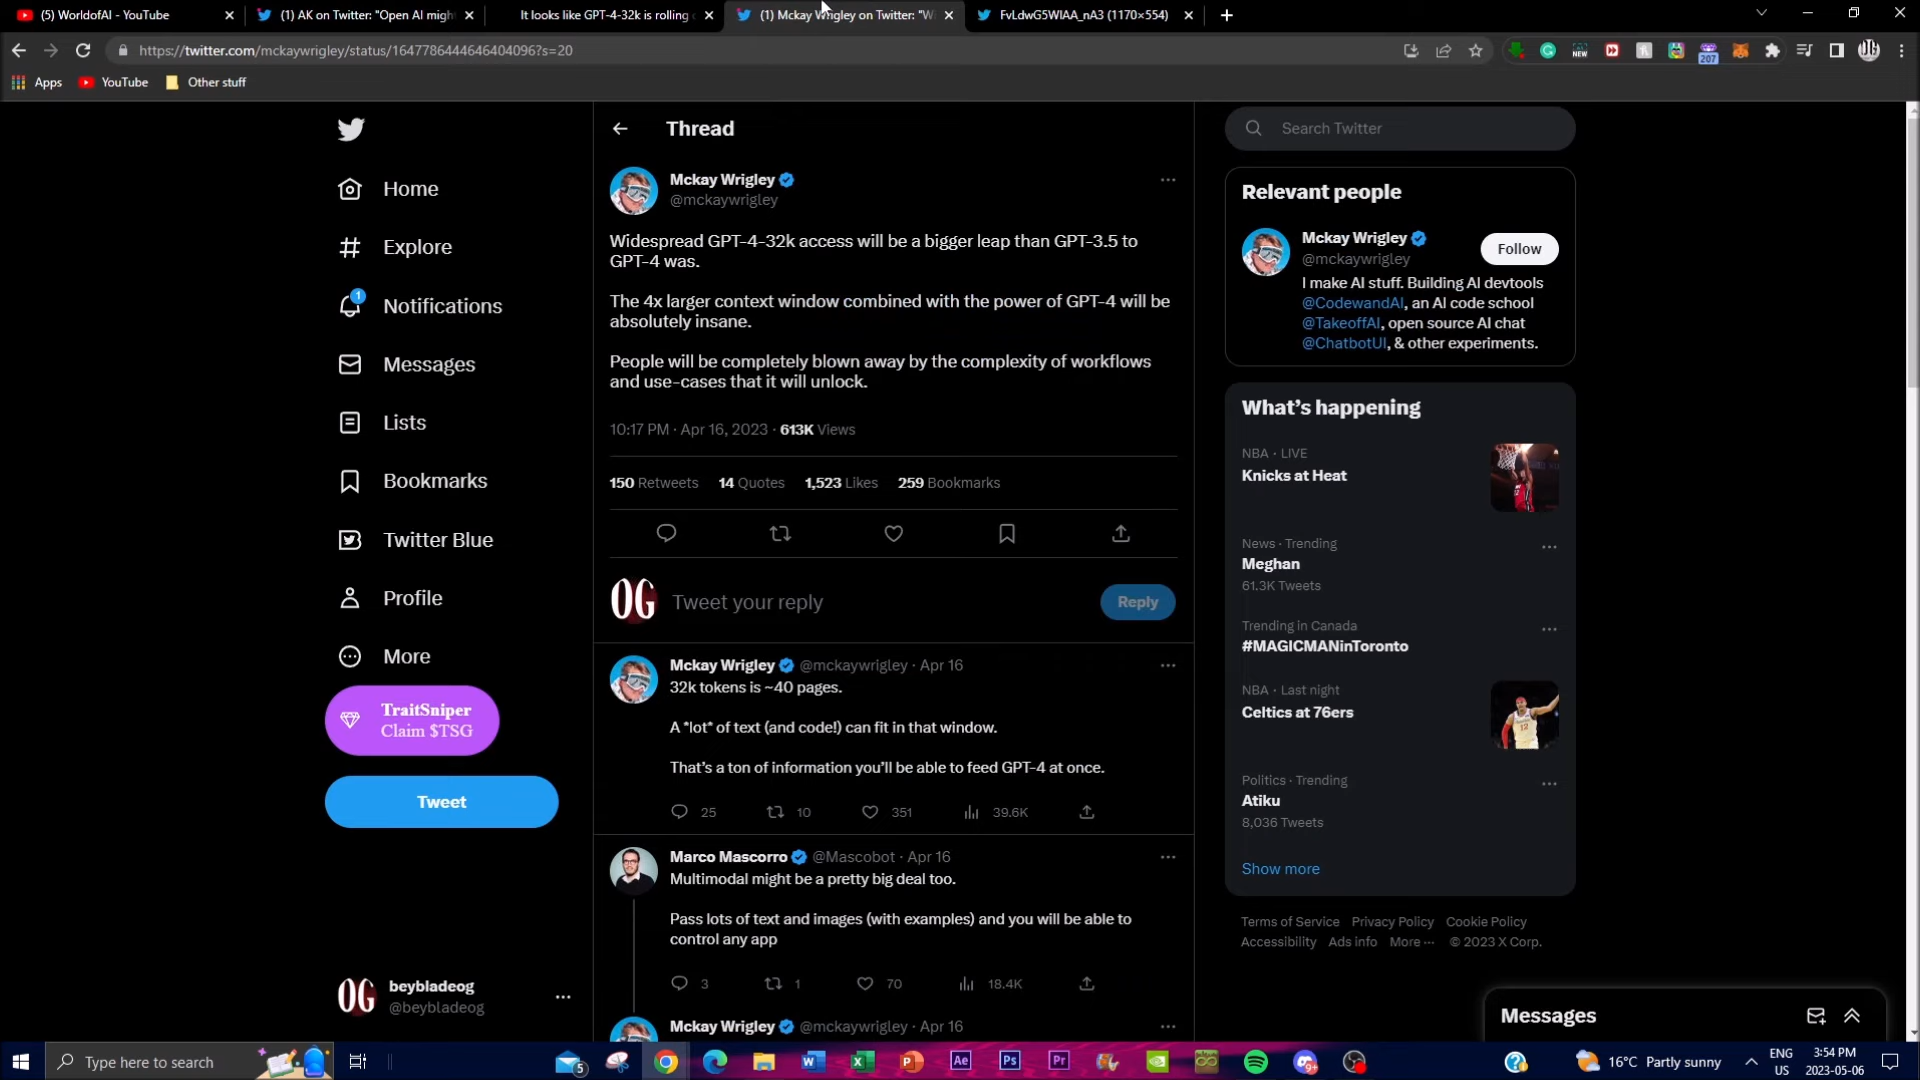 (5) WorldofAI - YouTube
(1) AK on Twitter: "Open AI migh
It looks like GPT-4-32k is rolling
(1) Mckay Wrigley on Twitter: "W
FvLdwG5WIAA_nA3 (1170×554)
https://twitter.com/mckaywrigley/status/1647786444646404096?s=20
NEW
207
OG
Apps
YouTube
Other stuff
Home
Explore
1
Notifications
Messages
Lists
Bookmarks
Twitter Blue
Profile
More
TraitSniper
Claim $TSG
Tweet
OG
beybladeog
@beybladeog
Thread
Mckay Wrigley
@mckaywrigley
Widespread GPT-4-32k access will be a bigger leap than GPT-3.5 to
GPT-4 was.
The 4x larger context window combined with the power of GPT-4 will be
absolutely insane.
People will be completely blown away by the complexity of workflows
and use-cases that it will unlock.
10:17 PM · Apr 16, 2023 · 613K Views
150 Retweets 14 Quotes 1,523 Likes 259 Bookmarks
OG
Tweet your reply
Reply
Mckay Wrigley @mckaywrigley · Apr 16
32k tokens is ~40 pages.
A *lot* of text (and code!) can fit in that window.
That's a ton of information you'll be able to feed GPT-4 at once.
25 10 351 39.6K
Marco Mascorro @Mascobot · Apr 16
Multimodal might be a pretty big deal too.
Pass lots of text and images (with examples) and you will be able to
control any app
3 1 70 18.4K
Mckay Wrigley @mckaywrigley · Apr 16
Search Twitter
Relevant people
Mckay Wrigley
@mckaywrigley
Follow
I make AI stuff. Building AI devtools
@CodewandAI, an AI code school
@TakeoffAI, open source AI chat
@ChatbotUI, & other experiments.
What's happening
NBA · LIVE
Knicks at Heat
News · Trending
Meghan
61.3K Tweets
Trending in Canada
#MAGICMANinToronto
NBA · Last night
Celtics at 76ers
Politics · Trending
Atiku
8,036 Tweets
Show more
Terms of Service Privacy Policy Cookie Policy
Accessibility Ads info More ··· © 2023 X Corp.
Messages
Type here to search
5
Ae
Ps
Pr
9+
16°C Partly sunny
ENG
US
3:54 PM
2023-05-06